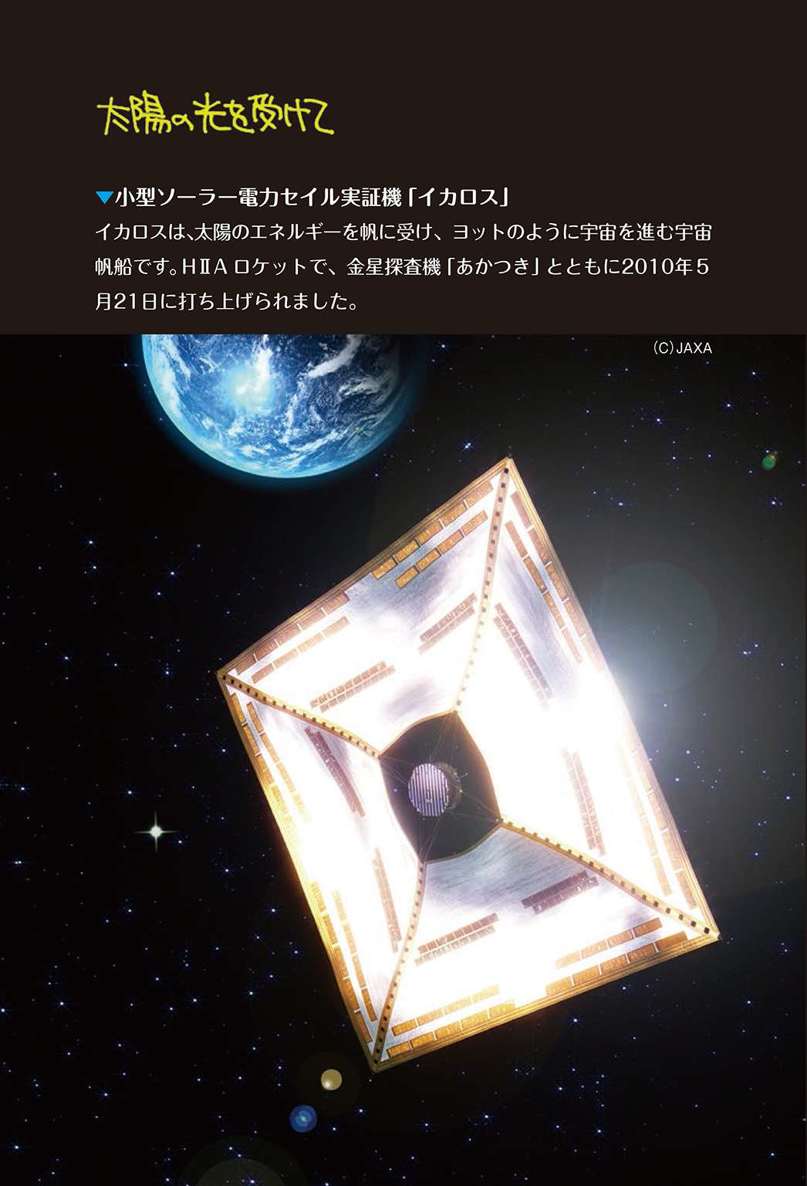 太陽の光を受けて
▼小型ソーラー電力セイル実証機「イカロス」
イカロスは、太陽のエネルギーを帆に受け、ヨットのように宇宙を進む宇宙
帆船です。HⅡAロケットで、金星探査機「あかつき」とともに2010年5
月21日に打ち上げられました。
(C)JAXA